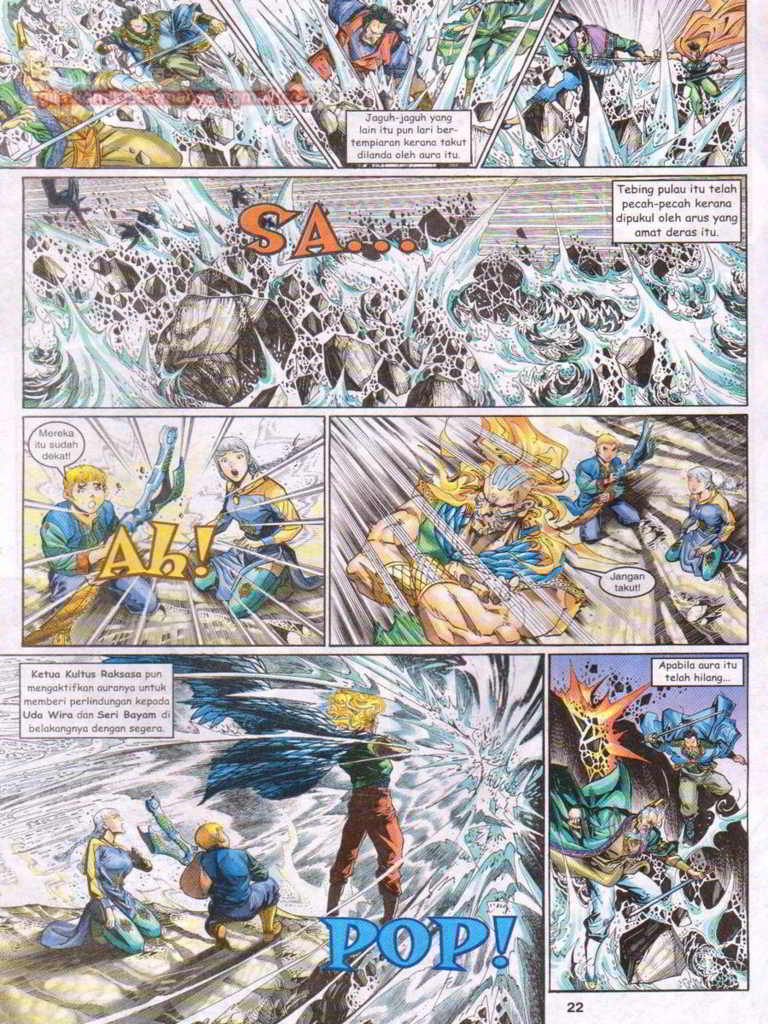 Jaguh-jaguh yang
lain itu pun lari ber-
tempiaran kerana takut
dilanda oleh aura itu.
Tebing pulau itu telah
pecah-pecah kerana
dipukul oleh arus yang
amat deras itu.
SA...
Mereka
itu sudah
dekat!
Ah!
Jangan
takut!
Ketua Kultus Raksasa pun
mengaktifkan auranya untuk
memberi perlindungan kepada
Uda Wira dan Seri Bayam di
belakangnya dengan segera.
POP!
Apabila aura itu
telah hilang...
22